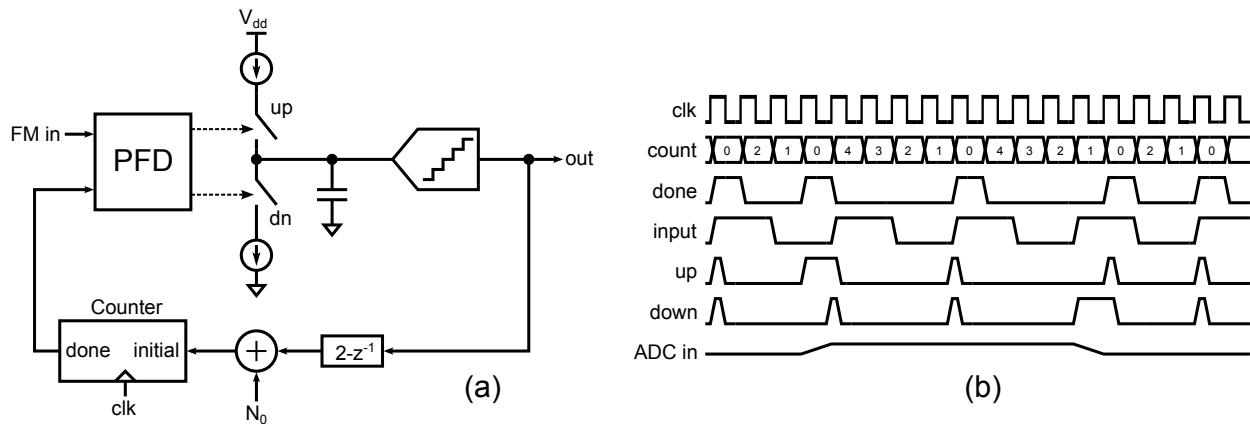 V_dd
up
FM in
PFD
out
dn
Counter
done initial
2-z^-1
clk
N_0
(a)
clk
count 0 2 1 0 4 3 2 1 0 4 3 2 1 0 2 1 0
done
input
up
down
ADC in
(b)